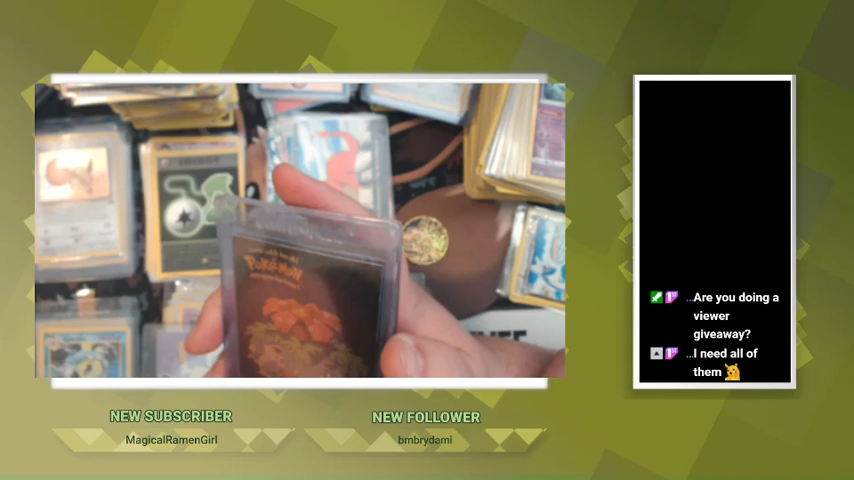 POKéMON
Are you doing a
viewer
giveaway?
I need all of
them
NEW SUBSCRIBER
MagicalRamenGirl
NEW FOLLOWER
bmbrydami